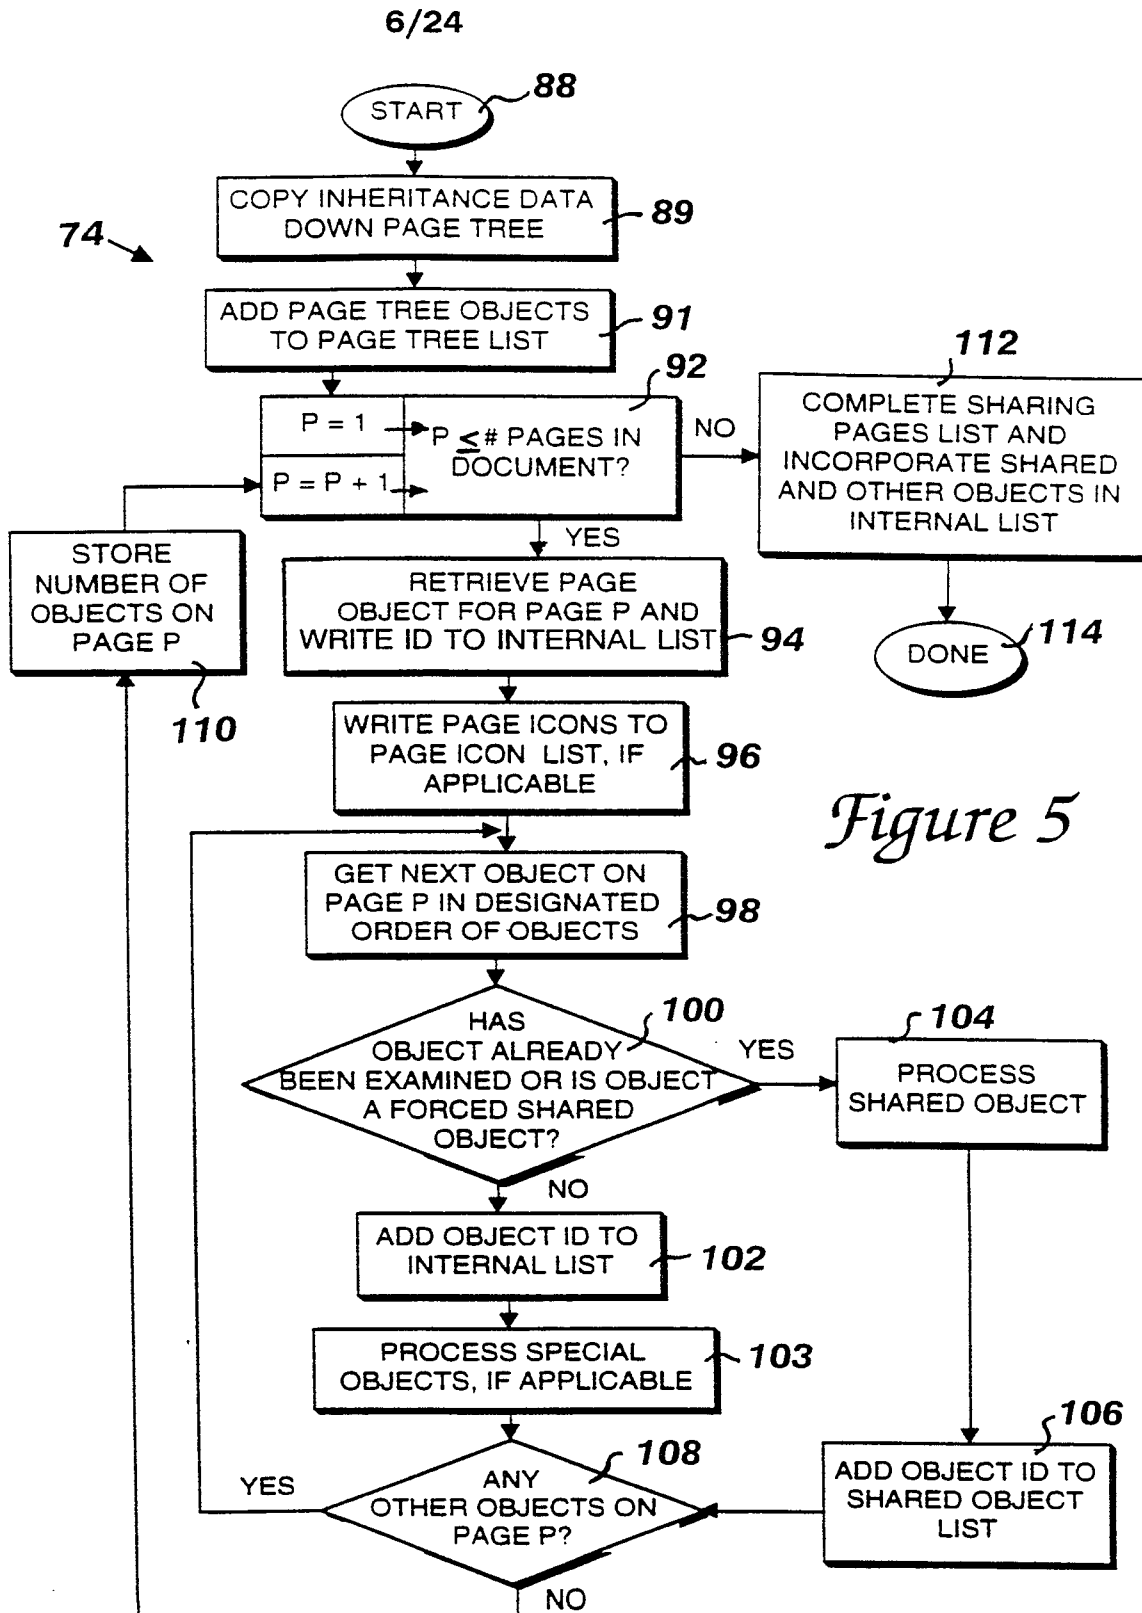 6/24
START
88
COPY INHERITANCE DATA
DOWN PAGE TREE
89
74
ADD PAGE TREE OBJECTS
TO PAGE TREE LIST
91
92
P = 1
P = P + 1
P ≤ # PAGES IN
DOCUMENT?
NO
YES
112
COMPLETE SHARING
PAGES LIST AND
INCORPORATE SHARED
AND OTHER OBJECTS IN
INTERNAL LIST
DONE
114
STORE
NUMBER OF
OBJECTS ON
PAGE P
110
RETRIEVE PAGE
OBJECT FOR PAGE P AND
WRITE ID TO INTERNAL LIST
94
WRITE PAGE ICONS TO
PAGE ICON LIST, IF
APPLICABLE
96
Figure 5
GET NEXT OBJECT ON
PAGE P IN DESIGNATED
ORDER OF OBJECTS
98
HAS
OBJECT ALREADY
BEEN EXAMINED OR IS OBJECT
A FORCED SHARED
OBJECT?
100
YES
NO
104
PROCESS
SHARED OBJECT
ADD OBJECT ID TO
INTERNAL LIST
102
PROCESS SPECIAL
OBJECTS, IF APPLICABLE
103
106
ADD OBJECT ID TO
SHARED OBJECT
LIST
108
ANY
OTHER OBJECTS ON
PAGE P?
YES
NO